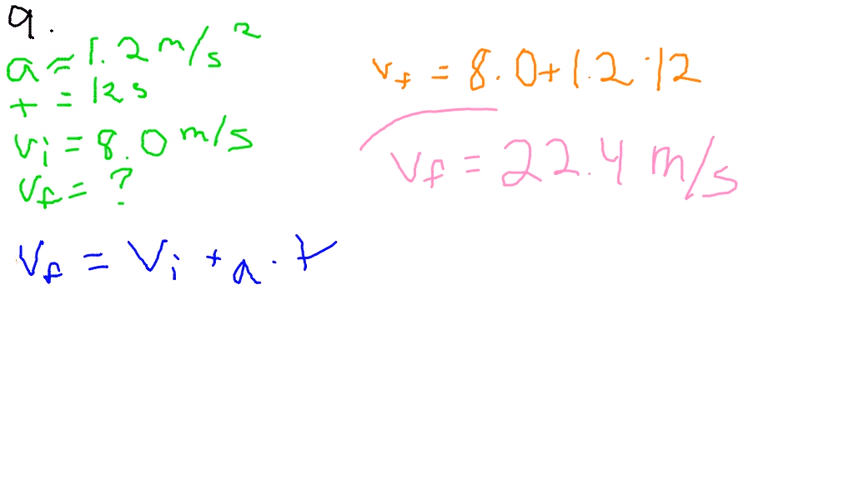 9.
a = 1.2 m/s²
t = 12 s
vi = 8.0 m/s
vf = ?
vf = vi + a · t
vf = 8.0 + 1.2 · 12
vf = 22.4 m/s